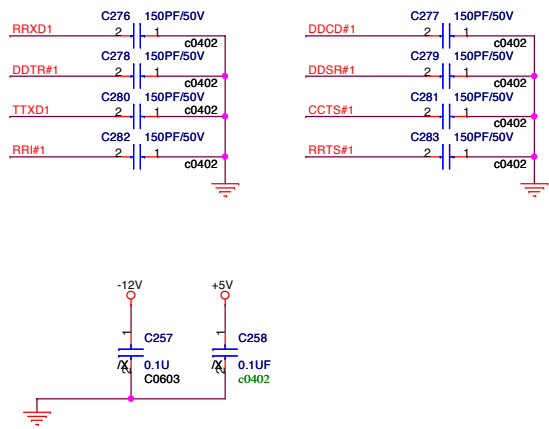 C276 150PF/50V
RRXD1 2 1
c0402
C278 150PF/50V
DDTR#1 2 1
c0402
C280 150PF/50V
TTXD1 2 1
c0402
C282 150PF/50V
RRI#1 2 1
c0402
C277 150PF/50V
DDCD#1 2 1
c0402
C279 150PF/50V
DDSR#1 2 1
c0402
C281 150PF/50V
CCTS#1 2 1
c0402
C283 150PF/50V
RRTS#1 2 1
c0402
-12V
1
C257
/X 2 0.1U
C0603
+5V
1
C258
/X 2 0.1UF
c0402